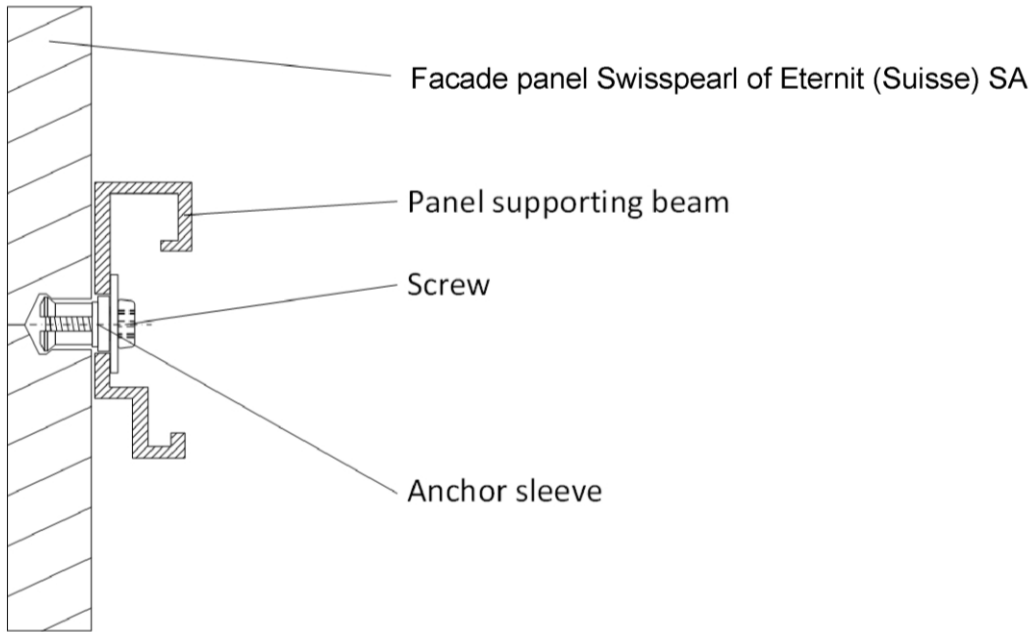 Facade panel Swisspearl of Eternit (Suisse) SA
Panel supporting beam
Screw
Anchor sleeve